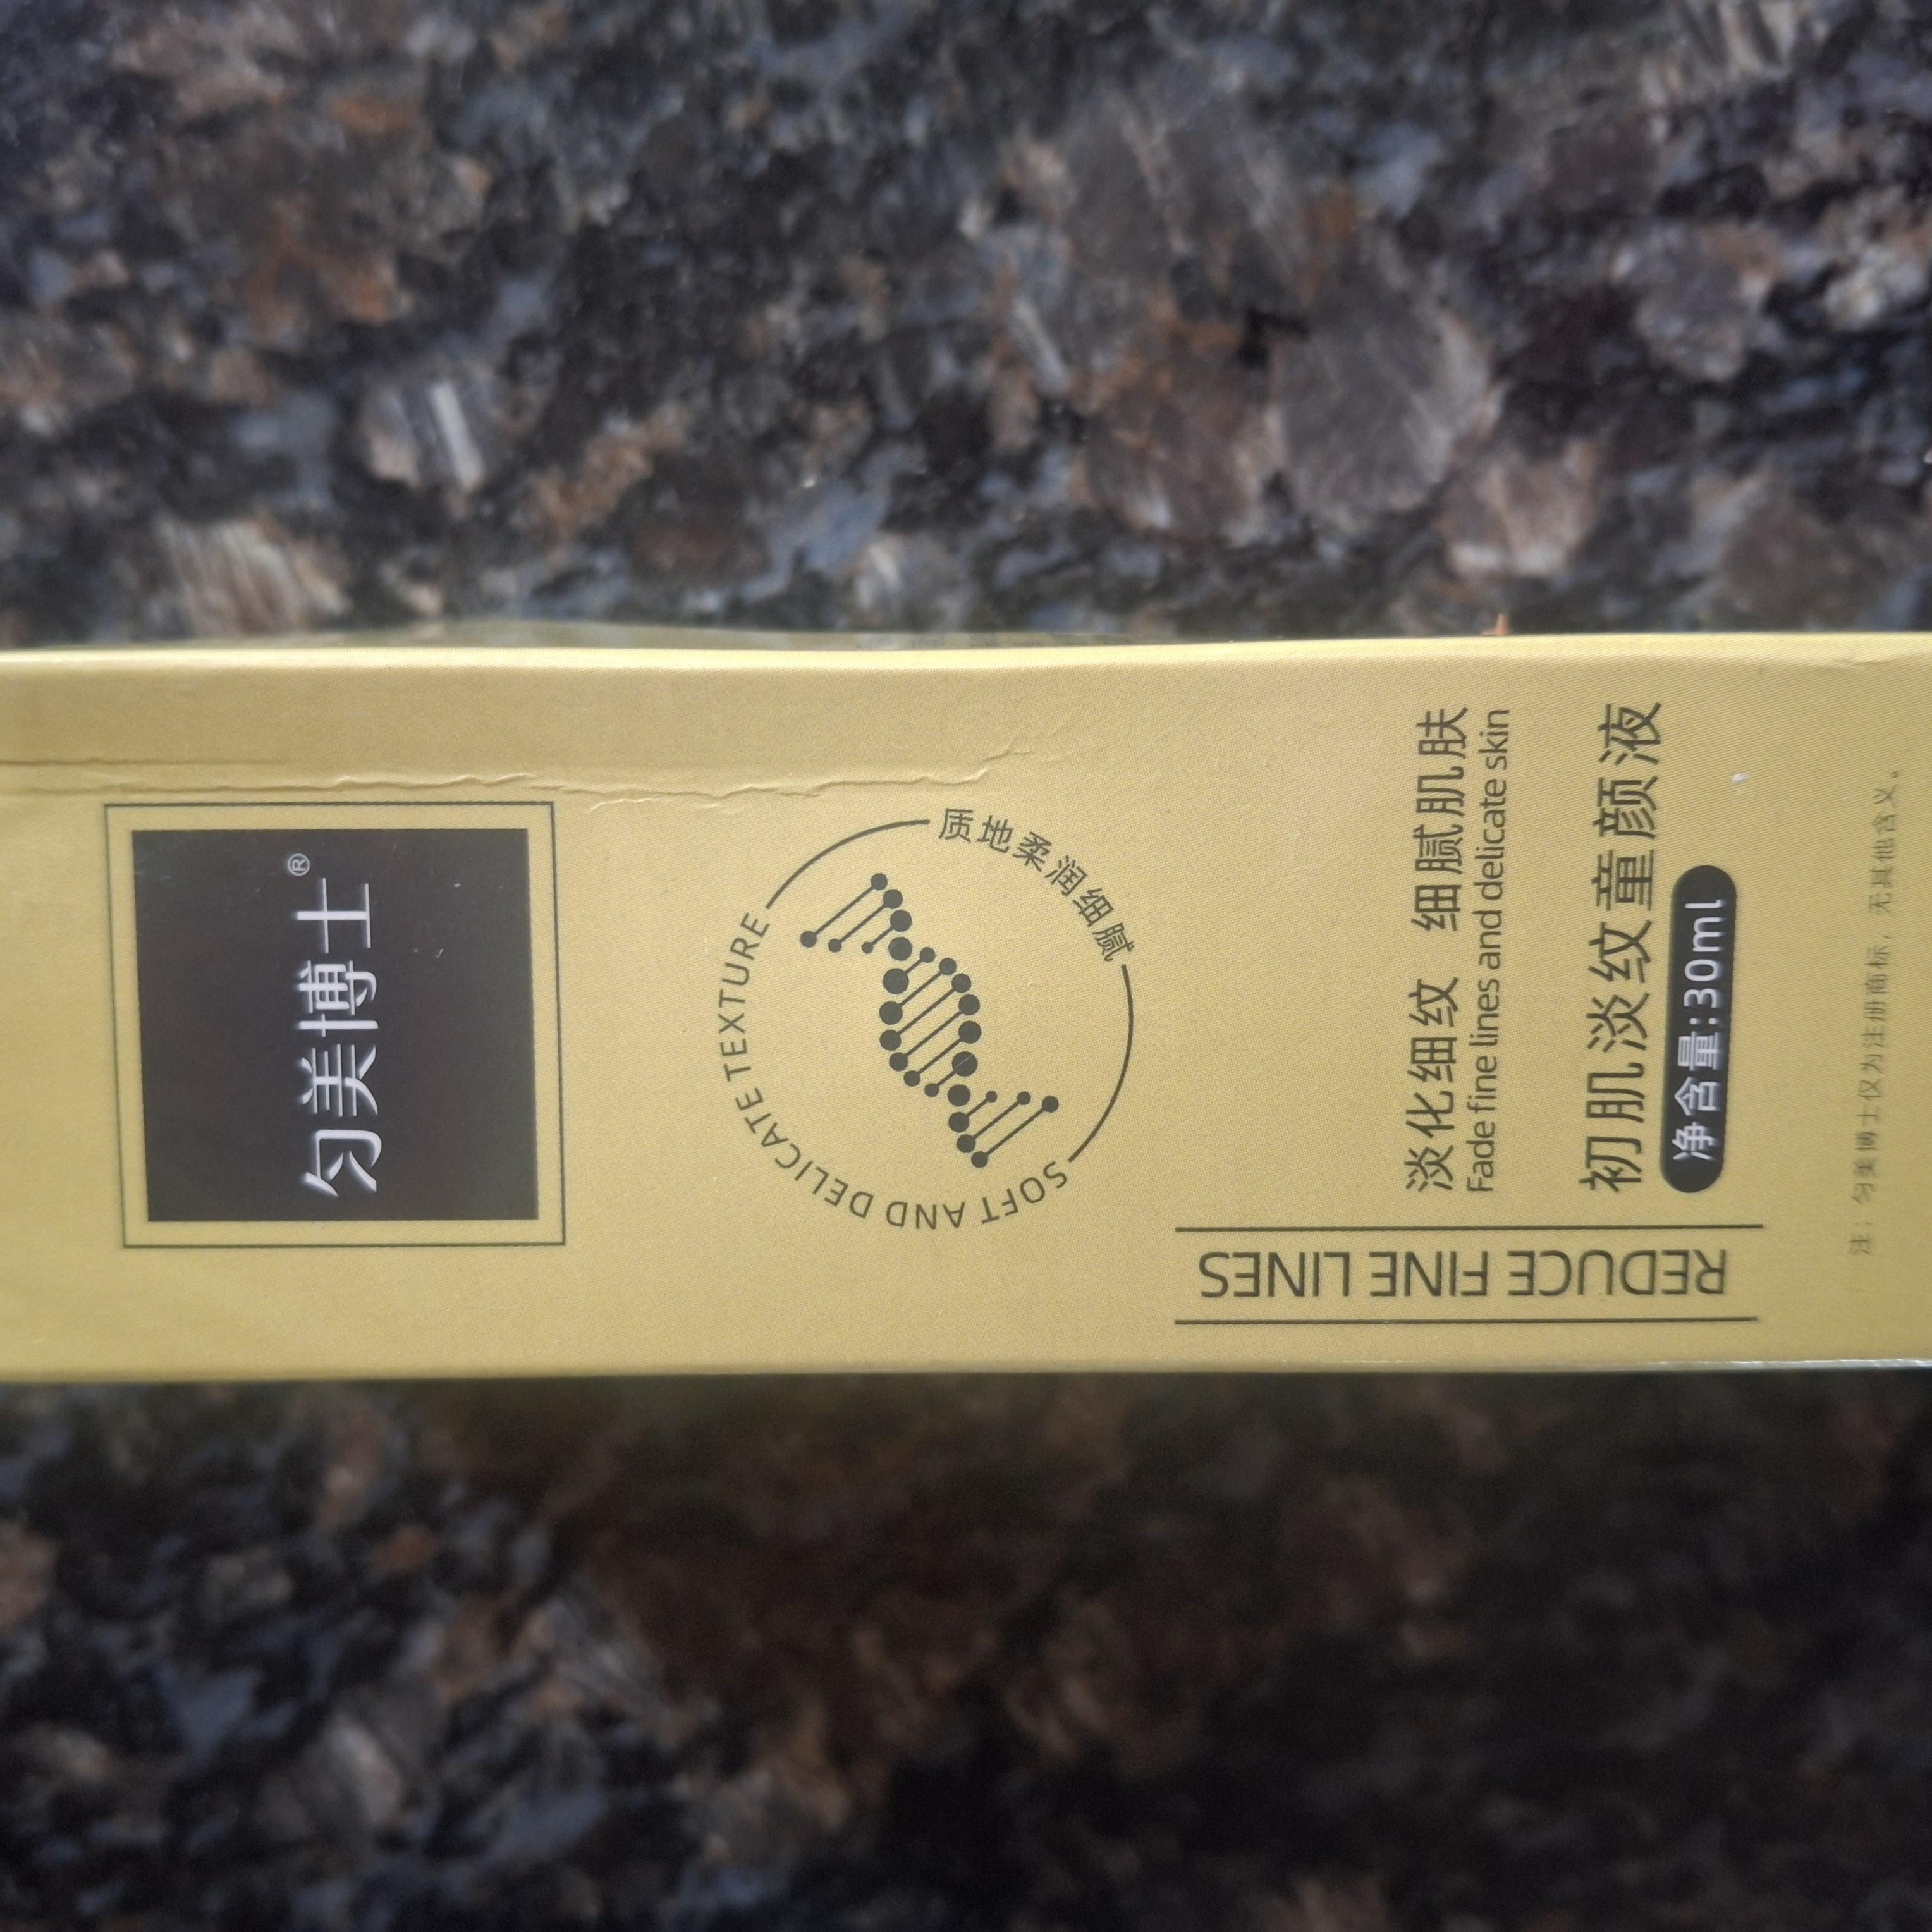 匀美博士®
质地柔润细腻
SOFT AND DELICATE TEXTURE
淡化细纹 细腻肌肤
Fade fine lines and delicate skin
初肌淡纹童颜液
净含量:30ml
REDUCE FINE LINES
注：匀美博士仅为注册商标，无其他含义。